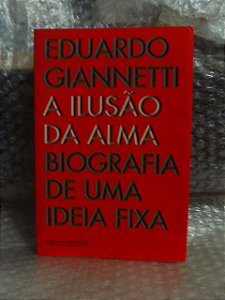 EDUARDO
GIANNETTI
A ILUSÃO
DA ALMA
BIOGRAFIA
DE UMA
IDEIA FIXA